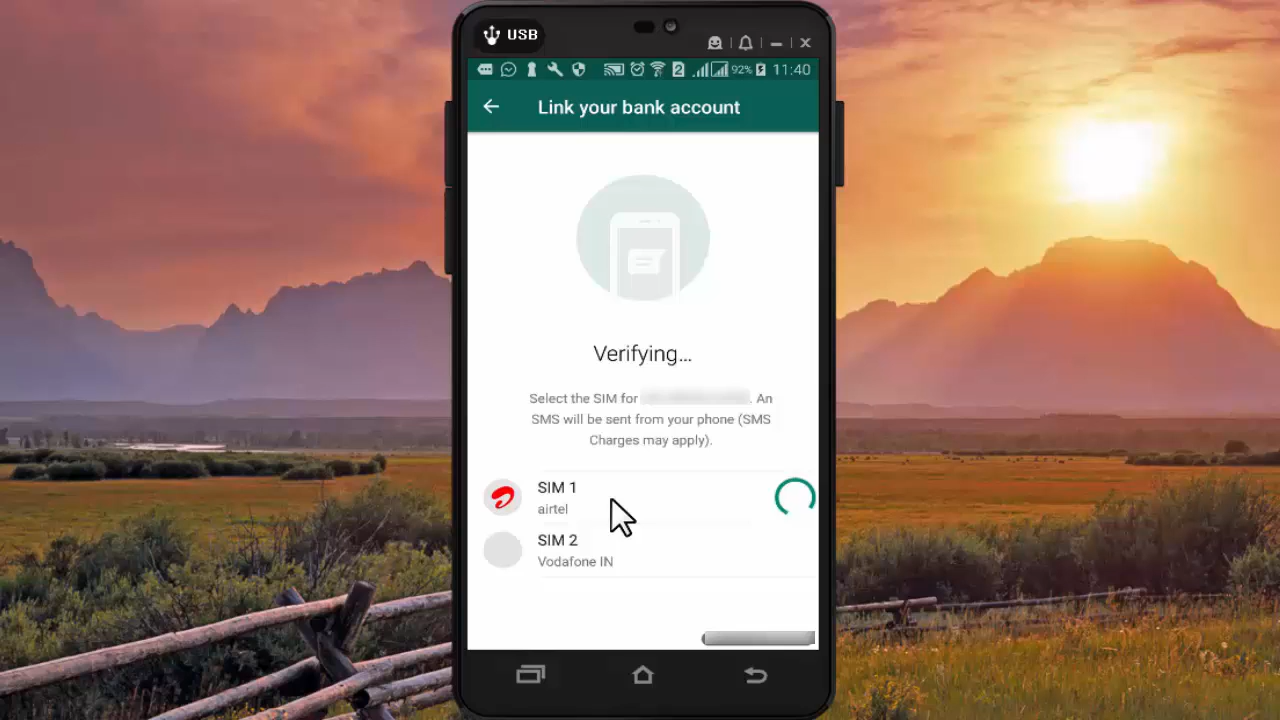 USB
2
92%
11:40
Link your bank account
Verifying...
Select the SIM for . An
SMS will be sent from your phone (SMS
Charges may apply).
SIM 1
airtel
SIM 2
Vodafone IN